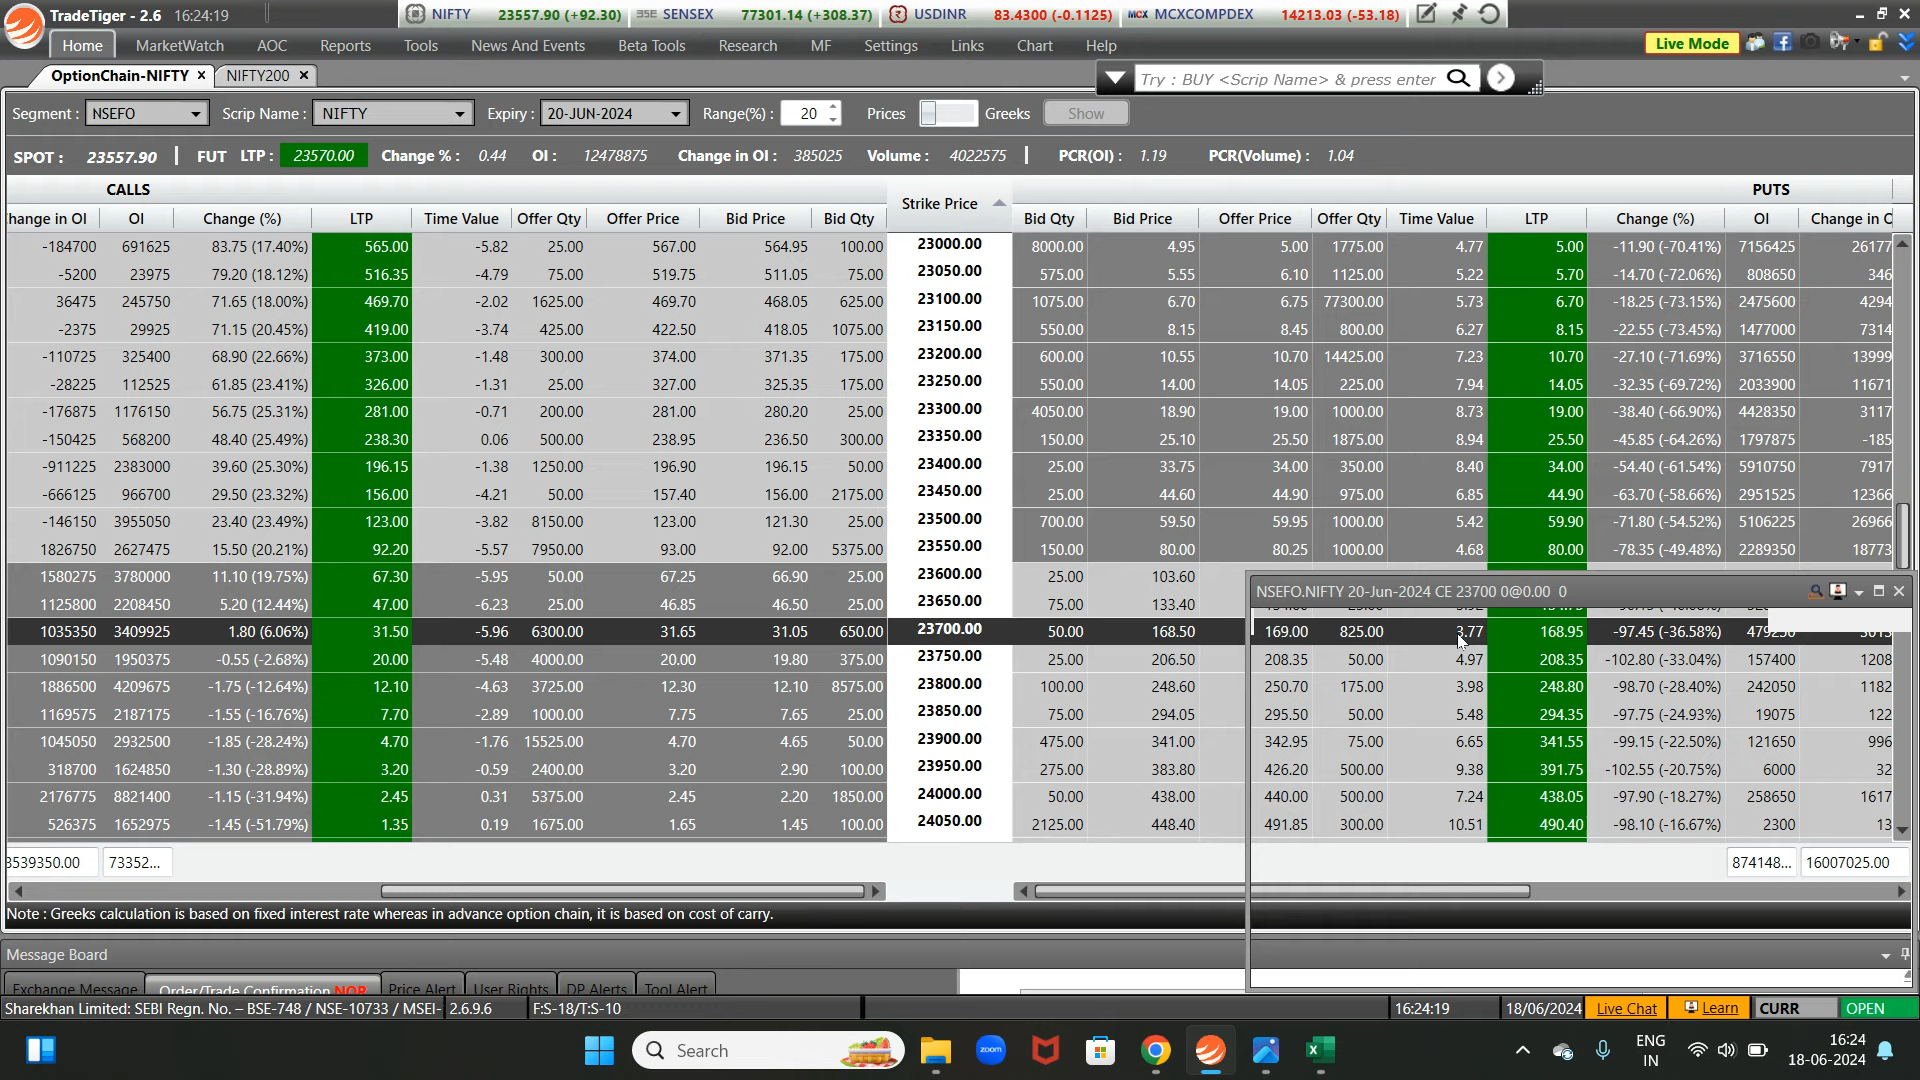 TradeTiger - 2.6 16:24:19 NIFTY 23557.90 (+92.30) SENSEX 77301.14 (+308.37) USDINR 83.4300 (-0.1125) MCXCOMPDEX 14213.03 (-53.18)
Home MarketWatch AOC Reports Tools News And Events Beta Tools Research MF Settings Links Chart Help Live Mode
OptionChain-NIFTY NIFTY200 Try : BUY <Scrip Name> & press enter
Segment : NSEFO Scrip Name : NIFTY Expiry : 20-JUN-2024 Range(%) : 20 Prices Greeks Show
SPOT : 23557.90 FUT LTP : 23570.00 Change % : 0.44 OI : 12478875 Change in OI : 385025 Volume : 4022575 PCR(OI) : 1.19 PCR(Volume) : 1.04
CALLS PUTS
hange in OI OI Change (%) LTP Time Value Offer Qty Offer Price Bid Price Bid Qty Strike Price Bid Qty Bid Price Offer Price Offer Qty Time Value LTP Change (%) OI Change in C
-184700 691625 83.75 (17.40%) 565.00 -5.82 25.00 567.00 564.95 100.00 23000.00 8000.00 4.95 5.00 1775.00 4.77 5.00 -11.90 (-70.41%) 7156425 26177
-5200 23975 79.20 (18.12%) 516.35 -4.79 75.00 519.75 511.05 75.00 23050.00 575.00 5.55 6.10 1125.00 5.22 5.70 -14.70 (-72.06%) 808650 346
36475 245750 71.65 (18.00%) 469.70 -2.02 1625.00 469.70 468.05 625.00 23100.00 1075.00 6.70 6.75 77300.00 5.73 6.70 -18.25 (-73.15%) 2475600 4294
-2375 29925 71.15 (20.45%) 419.00 -3.74 425.00 422.50 418.05 1075.00 23150.00 550.00 8.15 8.45 800.00 6.27 8.15 -22.55 (-73.45%) 1477000 7314
-110725 325400 68.90 (22.66%) 373.00 -1.48 300.00 374.00 371.35 175.00 23200.00 600.00 10.55 10.70 14425.00 7.23 10.70 -27.10 (-71.69%) 3716550 13999
-28225 112525 61.85 (23.41%) 326.00 -1.31 25.00 327.00 325.35 175.00 23250.00 550.00 14.00 14.05 225.00 7.94 14.05 -32.35 (-69.72%) 2033900 11671
-176875 1176150 56.75 (25.31%) 281.00 -0.71 200.00 281.00 280.20 25.00 23300.00 4050.00 18.90 19.00 1000.00 8.73 19.00 -38.40 (-66.90%) 4428350 3117
-150425 568200 48.40 (25.49%) 238.30 0.06 500.00 238.95 236.50 300.00 23350.00 150.00 25.10 25.50 1875.00 8.94 25.50 -45.85 (-64.26%) 1797875 -185
-911225 2383000 39.60 (25.30%) 196.15 -1.38 1250.00 196.90 196.15 50.00 23400.00 25.00 33.75 34.00 350.00 8.40 34.00 -54.40 (-61.54%) 5910750 7917
-666125 966700 29.50 (23.32%) 156.00 -4.21 50.00 157.40 156.00 2175.00 23450.00 25.00 44.60 44.90 975.00 6.85 44.90 -63.70 (-58.66%) 2951525 12366
-146150 3955050 23.40 (23.49%) 123.00 -3.82 8150.00 123.00 121.30 25.00 23500.00 700.00 59.50 59.95 1000.00 5.42 59.90 -71.80 (-54.52%) 5106225 26966
1826750 2627475 15.50 (20.21%) 92.20 -5.57 7950.00 93.00 92.00 5375.00 23550.00 150.00 80.00 80.25 1000.00 4.68 80.00 -78.35 (-49.48%) 2289350 18773
1580275 3780000 11.10 (19.75%) 67.30 -5.95 50.00 67.25 66.90 25.00 23600.00 25.00 103.60
NSEFO.NIFTY 20-Jun-2024 CE 23700 0@0.00 0
1125800 2208450 5.20 (12.44%) 47.00 -6.23 25.00 46.85 46.50 25.00 23650.00 75.00 133.40
1035350 3409925 1.80 (6.06%) 31.50 -5.96 6300.00 31.65 31.05 650.00 23700.00 50.00 168.50 169.00 825.00 3.77 168.95 -97.45 (-36.58%)
1090150 1950375 -0.55 (-2.68%) 20.00 -5.48 4000.00 20.00 19.80 375.00 23750.00 25.00 206.50 208.35 50.00 4.97 208.35 -102.80 (-33.04%) 157400 1208
1886500 4209675 -1.75 (-12.64%) 12.10 -4.63 3725.00 12.30 12.10 8575.00 23800.00 100.00 248.60 250.70 175.00 3.98 248.80 -98.70 (-28.40%) 242050 1182
1169575 2187175 -1.55 (-16.76%) 7.70 -2.89 1000.00 7.75 7.65 25.00 23850.00 75.00 294.05 295.50 50.00 5.48 294.35 -97.75 (-24.93%) 19075 122
1045050 2932500 -1.85 (-28.24%) 4.70 -1.76 15525.00 4.70 4.65 50.00 23900.00 475.00 341.00 342.95 75.00 6.65 341.55 -99.15 (-22.50%) 121650 996
318700 1624850 -1.30 (-28.89%) 3.20 -0.59 2400.00 3.20 2.90 100.00 23950.00 275.00 383.80 426.20 500.00 9.38 391.75 -102.55 (-20.75%) 6000 32
2176775 8821400 -1.15 (-31.94%) 2.45 0.31 5375.00 2.45 2.20 1850.00 24000.00 50.00 438.00 440.00 500.00 7.24 438.05 -97.90 (-18.27%) 258650 1617
526375 1652975 -1.45 (-51.79%) 1.35 0.19 1675.00 1.65 1.45 100.00 24050.00 2125.00 448.40 491.85 300.00 10.51 490.40 -98.10 (-16.67%) 2300 13
3539350.00 73352... 874148... 16007025.00
Note : Greeks calculation is based on fixed interest rate whereas in advance option chain, it is based on cost of carry.
Message Board
Exchange Message Order/Trade Confirmation NOR Price Alert User Rights DP Alerts Tool Alert
Sharekhan Limited: SEBI Regn. No. – BSE-748 / NSE-10733 / MSEI- 2.6.9.6 F:S-18/T:S-10 16:24:19 18/06/2024 Live Chat Learn CURR OPEN
Search zoom ENG 16:24
IN 18-06-2024